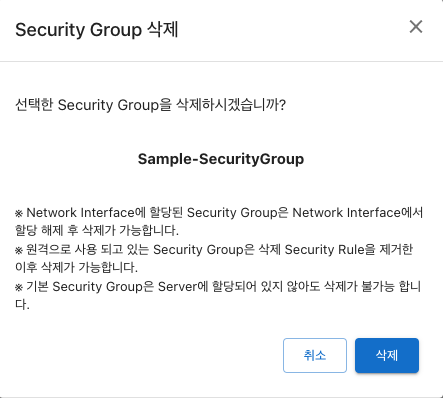 Security Group 삭제
선택한 Security Group을 삭제하시겠습니까?
Sample-SecurityGroup
※ Network Interface에 할당된 Security Group은 Network Interface에서
할당 해제 후 삭제가 가능합니다.
※ 원격으로 사용 되고 있는 Security Group은 삭제 Security Rule을 제거한
이후 삭제가 가능합니다.
※ 기본 Security Group은 Server에 할당되어 있지 않아도 삭제가 불가능 합니
다.
취소
삭제